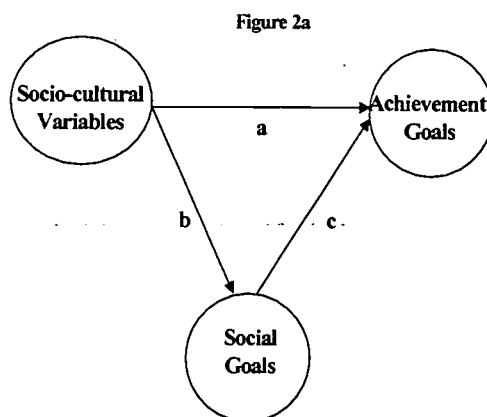 Figure 2a
Socio-cultural
Variables
Achievement
Goals
a
b
c
Social
Goals